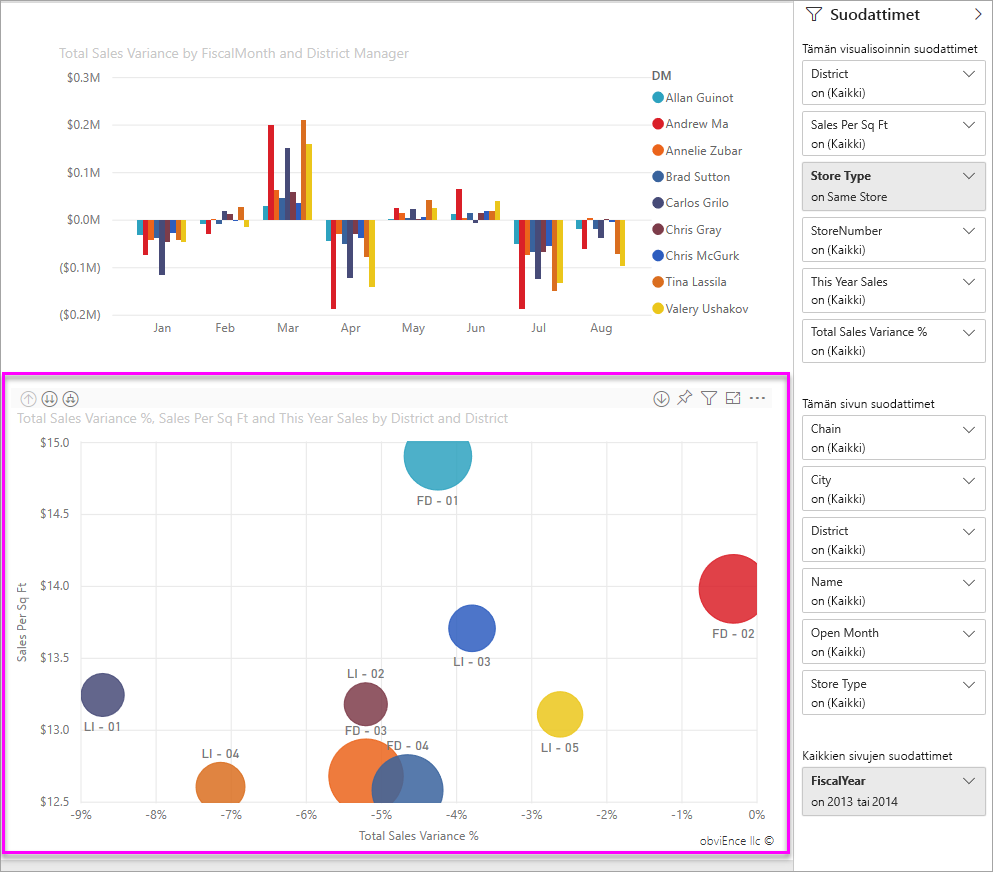 Total Sales Variance by FiscalMonth and District Manager
$0.3M
$0.2M
$0.1M
$0.0M
($0.1M)
($0.2M)
Jan Feb Mar Apr May Jun Jul Aug
DM
Allan Guinot
Andrew Ma
Annelie Zubar
Brad Sutton
Carlos Grilo
Chris Gray
Chris McGurk
Tina Lassila
Valery Ushakov
Total Sales Variance %, Sales Per Sq Ft and This Year Sales by District and District
$15.0
$14.5
$14.0
$13.5
$13.0
$12.5
Sales Per Sq Ft
FD - 01
FD - 02
LI - 03
LI - 02
LI - 01
FD - 03
FD - 04
LI - 05
LI - 04
-9% -8% -7% -6% -5% -4% -3% -2% -1% 0%
Total Sales Variance %
obviEnce llc ©
Suodattimet
Tämän visualisoinnin suodattimet
District
on (Kaikki)
Sales Per Sq Ft
on (Kaikki)
Store Type
on Same Store
StoreNumber
on (Kaikki)
This Year Sales
on (Kaikki)
Total Sales Variance %
on (Kaikki)
Tämän sivun suodattimet
Chain
on (Kaikki)
City
on (Kaikki)
District
on (Kaikki)
Name
on (Kaikki)
Open Month
on (Kaikki)
Store Type
on (Kaikki)
Kaikkien sivujen suodattimet
FiscalYear
on 2013 tai 2014